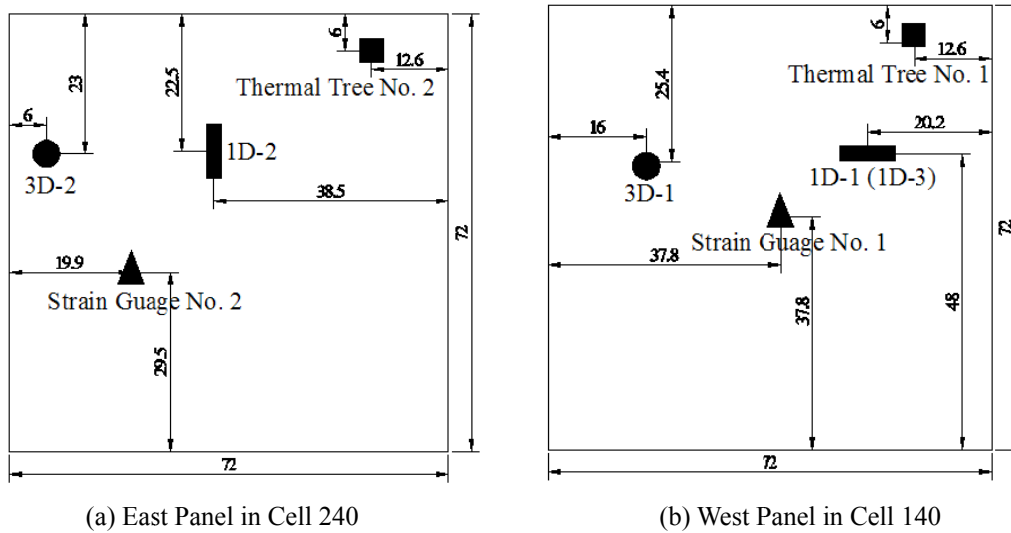 6
12.6
Thermal Tree No. 2
23
22.5
6
3D-2
1D-2
38.5
72
19.9
Strain Guage No. 2
29.5
72
(a) East Panel in Cell 240
6
12.6
Thermal Tree No. 1
25.4
16
20.2
3D-1
1D-1 (1D-3)
Strain Guage No. 1
37.8
37.8
48
72
72
(b) West Panel in Cell 140